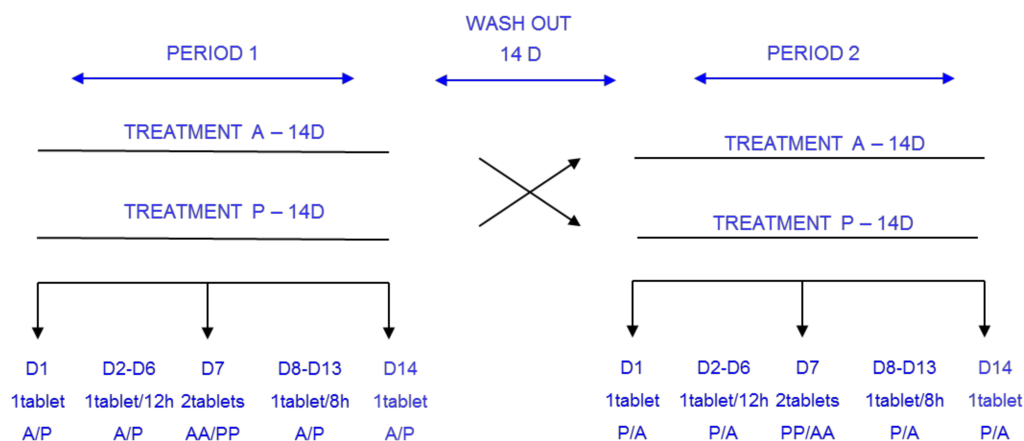 WASH OUT
14 D
PERIOD 1
PERIOD 2
TREATMENT A – 14D
TREATMENT A – 14D
TREATMENT P – 14D
TREATMENT P – 14D
D1 D2-D6 D7 D8-D13 D14
1tablet 1tablet/12h 2tablets 1tablet/8h 1tablet
A/P A/P AA/PP A/P A/P
D1 D2-D6 D7 D8-D13 D14
1tablet 1tablet/12h 2tablets 1tablet/8h 1tablet
P/A P/A PP/AA P/A P/A